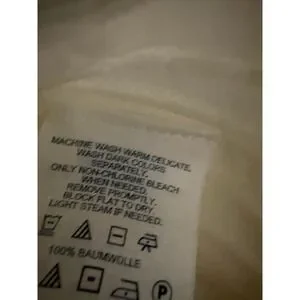 MACHINE WASH WARM DELICATE,
WASH DARK COLORS
SEPARATELY.
ONLY NON-CHLORINE BLEACH
WHEN NEEDED.
REMOVE PROMPTLY.
BLOCK FLAT TO DRY
LIGHT STEAM IF NEEDED.
100% BAUMWOLLE
P